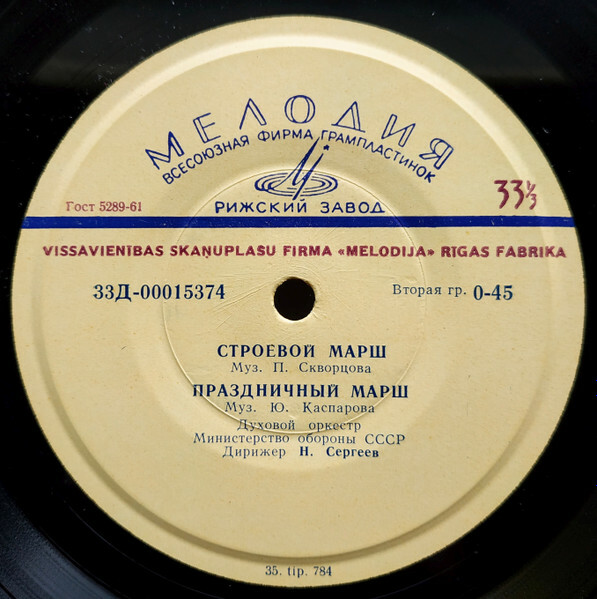 МЕЛОДИЯ
ВСЕСОЮЗНАЯ ФИРМА ГРАМПЛАСТИНОК
РИЖСКИЙ ЗАВОД
Гост 5289-61
33⅓
VISSAVIENĪBAS SKAŅUPLAŠU FIRMA «MELODIJA» RĪGAS FABRIKA
33Д-00015374
Вторая гр. 0-45
СТРОЕВОЙ МАРШ
Муз. П. Скворцова
ПРАЗДНИЧНЫЙ МАРШ
Муз. Ю. Каспарова
Духовой оркестр
Министерство обороны СССР
Дирижер Н. Сергеев
35. tip. 784